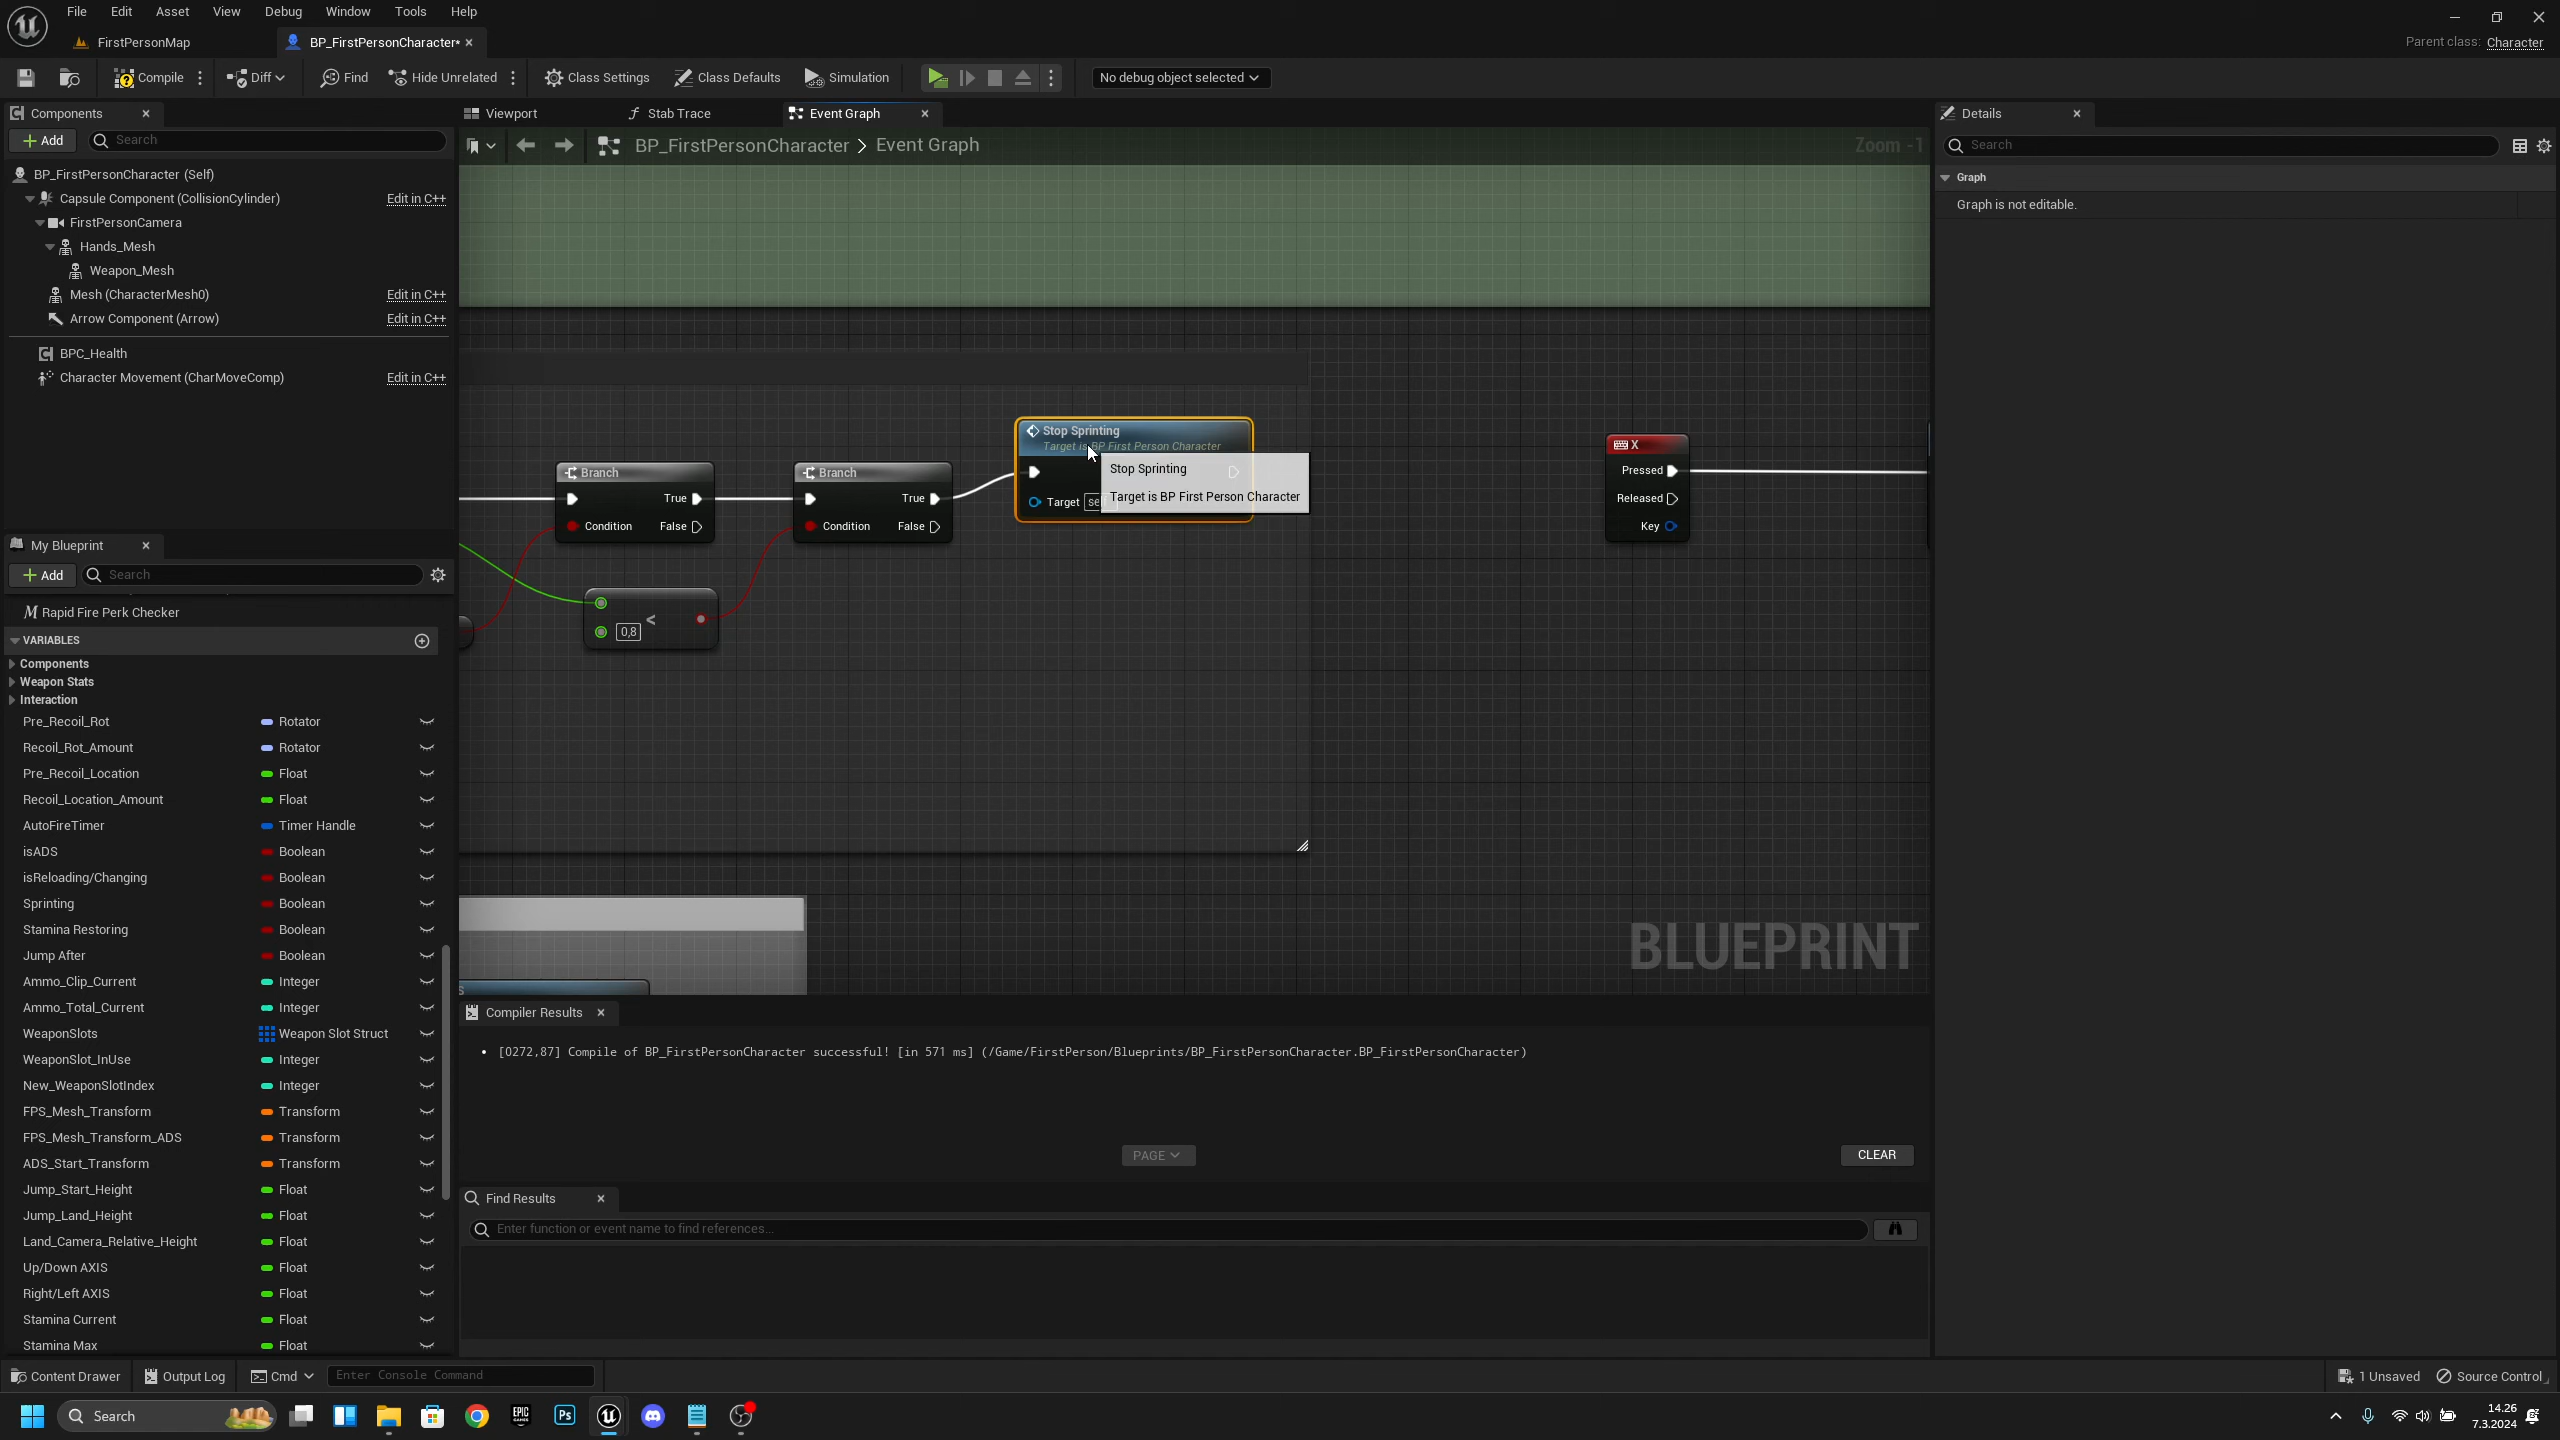 File Edit Asset View Debug Window Tools Help
FirstPersonMap BP_FirstPersonCharacter*
Parent class: Character
Compile Diff Find Hide Unrelated Class Settings Class Defaults Simulation No debug object selected
Components Viewport Stab Trace Event Graph Details
Add Search
BP_FirstPersonCharacter > Event Graph Zoom -1
Search
BP_FirstPersonCharacter (Self)
Capsule Component (CollisionCylinder) Edit in C++
FirstPersonCamera
Hands_Mesh
Weapon_Mesh
Mesh (CharacterMesh0) Edit in C++
Arrow Component (Arrow) Edit in C++
BPC_Health
Character Movement (CharMoveComp) Edit in C++
Graph
Graph is not editable.
Branch
True
Condition False
Branch
True
Condition False
0,8 <
Stop Sprinting
Target is BP First Person Character
Target
Stop Sprinting
Target is BP First Person Character
X
Pressed
Released
Key
BLUEPRINT
My Blueprint
Add Search
Rapid Fire Perk Checker
VARIABLES
Components
Weapon Stats
Interaction
Pre_Recoil_Rot Rotator
Recoil_Rot_Amount Rotator
Pre_Recoil_Location Float
Recoil_Location_Amount Float
AutoFireTimer Timer Handle
isADS Boolean
isReloading/Changing Boolean
Sprinting Boolean
Stamina Restoring Boolean
Jump After Boolean
Ammo_Clip_Current Integer
Ammo_Total_Current Integer
WeaponSlots Weapon Slot Struct
WeaponSlot_InUse Integer
New_WeaponSlotIndex Integer
FPS_Mesh_Transform Transform
FPS_Mesh_Transform_ADS Transform
ADS_Start_Transform Transform
Jump_Start_Height Float
Jump_Land_Height Float
Land_Camera_Relative_Height Float
Up/Down AXIS Float
Right/Left AXIS Float
Stamina Current Float
Stamina Max Float
Compiler Results
[0272,87] Compile of BP_FirstPersonCharacter successful! [in 571 ms] (/Game/FirstPerson/Blueprints/BP_FirstPersonCharacter.BP_FirstPersonCharacter)
PAGE CLEAR
Find Results
Enter function or event name to find references...
Content Drawer Output Log Cmd Enter Console Command 1 Unsaved Source Control
Search EPIC GAMES Ps
14.26
7.3.2024